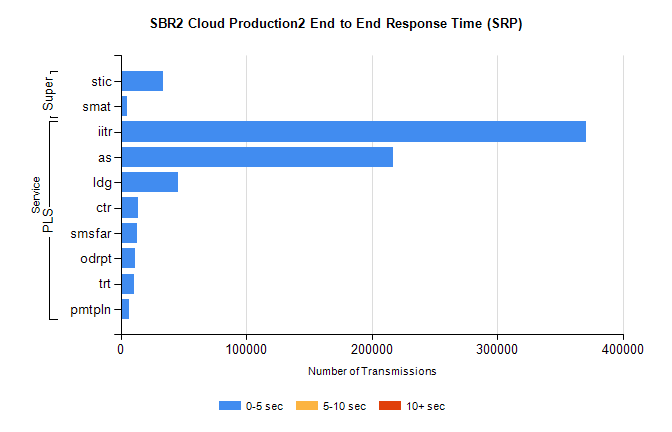 SBR2 Cloud Production2 End to End Response Time (SRP)
Super
stic
smat
Service
PLS
iitr
as
ldg
ctr
smsfar
odrpt
trt
pmtpln
0 100000 200000 300000 400000
Number of Transmissions
0-5 sec 5-10 sec 10+ sec